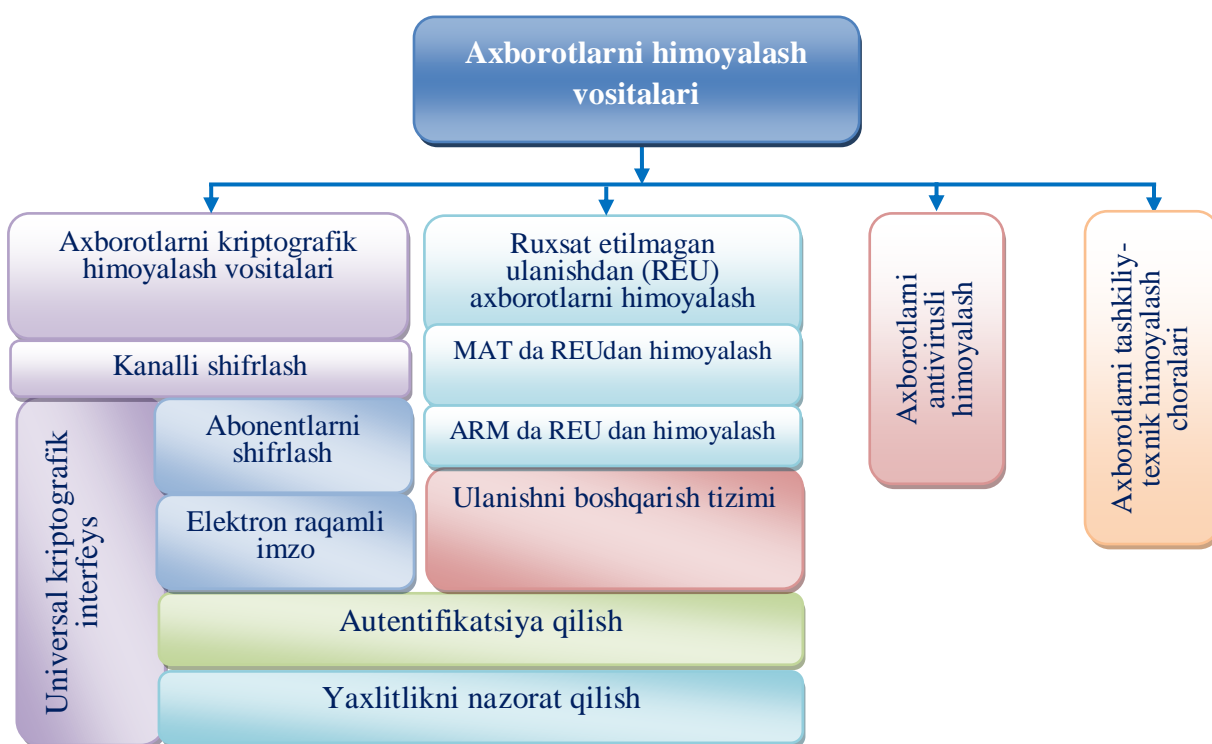 Axborotlarni himoyalash
vositalari
Axborotlarni kriptografik
himoyalash vositalari
Kanalli shifrlash
Universal kriptografik
interfeys
Abonentlarni
shifrlash
Elektron raqamli
imzo
Ruxsat etilmagan
ulanishdan (REU)
axborotlarni himoyalash
MAT da REUdan himoyalash
ARM da REU dan himoyalash
Ulanishni boshqarish tizimi
Autentifikatsiya qilish
Yaxlitlikni nazorat qilish
Axborotlarni
antivirusli
himoyalash
Axborotlarni tashkiliy-
texnik himoyalash
choralari